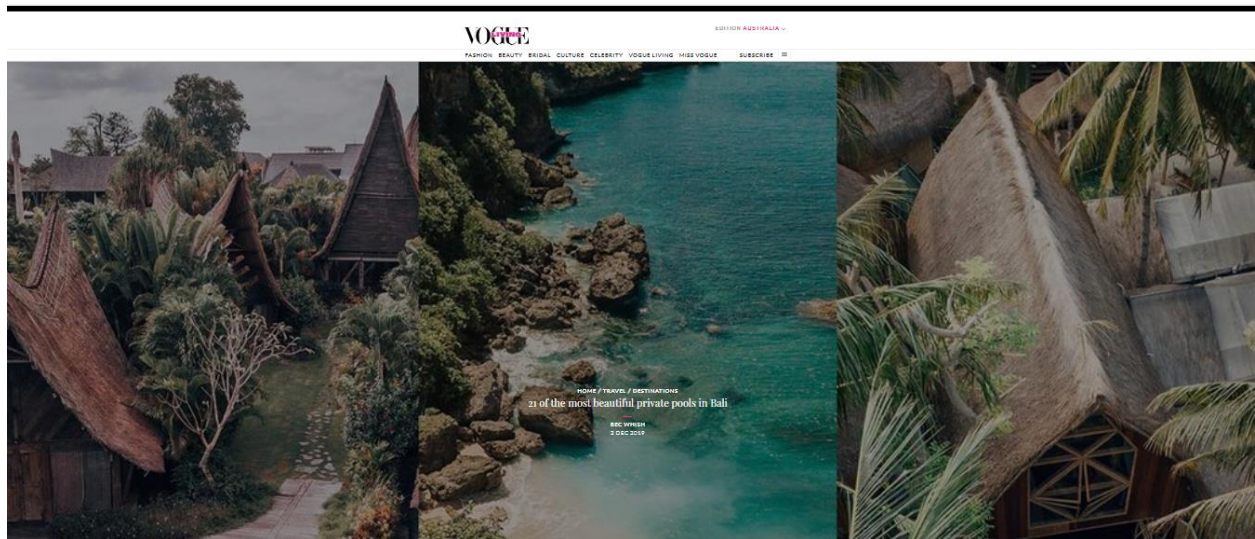 VOGUE
LIVING
EDITION AUSTRALIA
FASHION BEAUTY BRIDAL CULTURE CELEBRITY VOGUE LIVING MISS VOGUE SUBSCRIBE
HOME / TRAVEL / DESTINATIONS
21 of the most beautiful private pools in Bali
BEC WHISH
2 DEC 2019